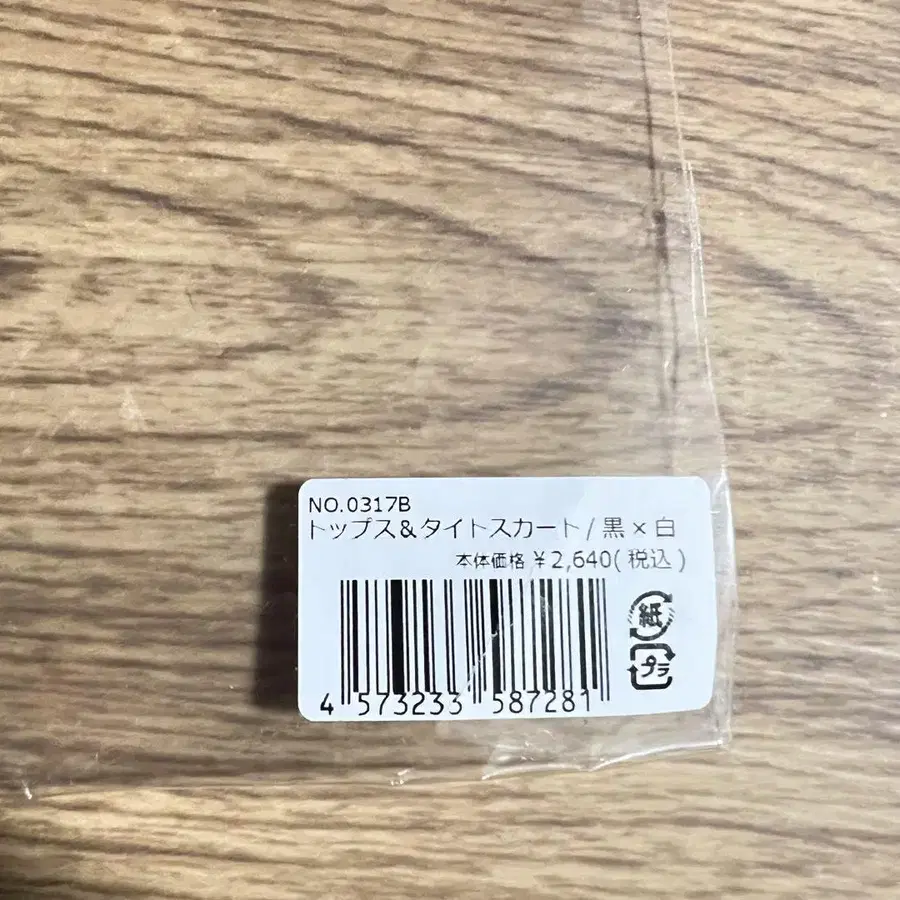 NO.0317B
トップス&タイトスカート/黒×白
本体価格 ¥2,640(税込)
紙
プラ
4 573233 587281